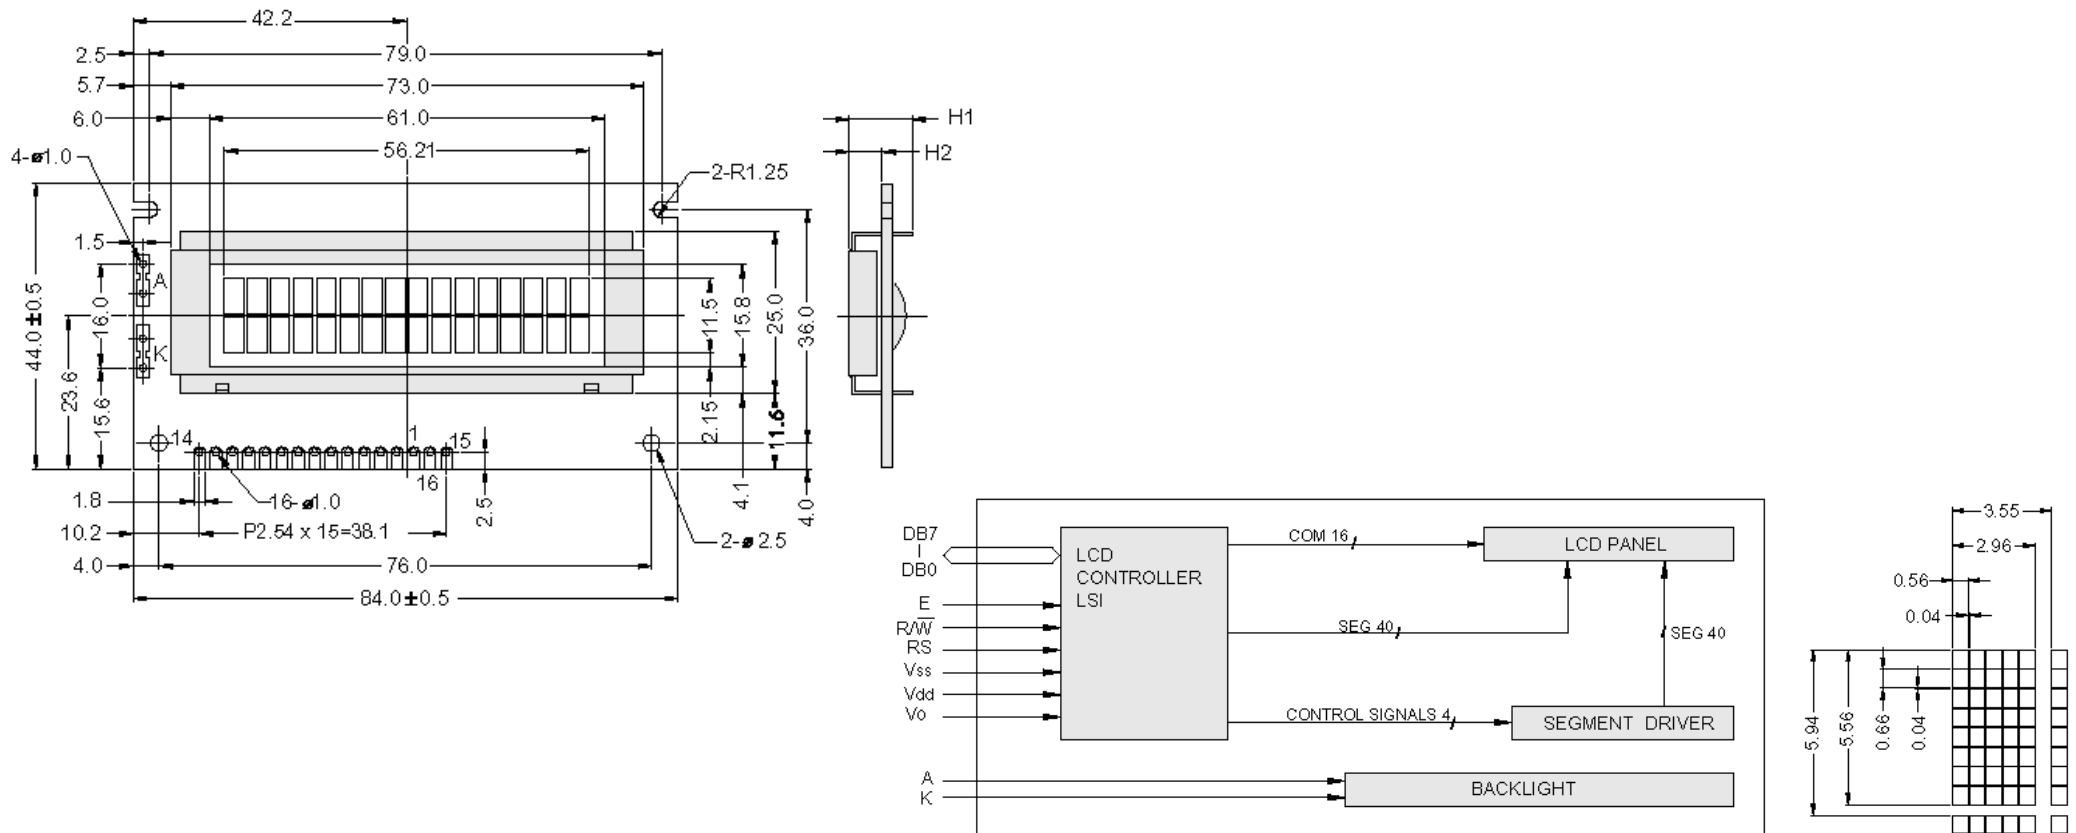 42.2
2.5
79.0
5.7
73.0
6.0
61.0
56.21
4-ø1.0
2-R1.25
H1
H2
1.5
A
K
44.0±0.5
23.6
16.0
15.6
11.5
15.8
25.0
36.0
2.15
4.1
11.6
4.0
14
1
15
16
2.5
1.8
16-ø1.0
10.2
P2.54 x 15=38.1
2-ø2.5
4.0
76.0
84.0±0.5
DB7
DB0
E
R/W̅
RS
Vss
Vdd
Vo
A
K
LCD
CONTROLLER
LSI
COM 16
LCD PANEL
SEG 40
SEG 40
CONTROL SIGNALS 4
SEGMENT DRIVER
BACKLIGHT
3.55
2.96
0.56
0.04
5.94
5.56
0.66
0.04